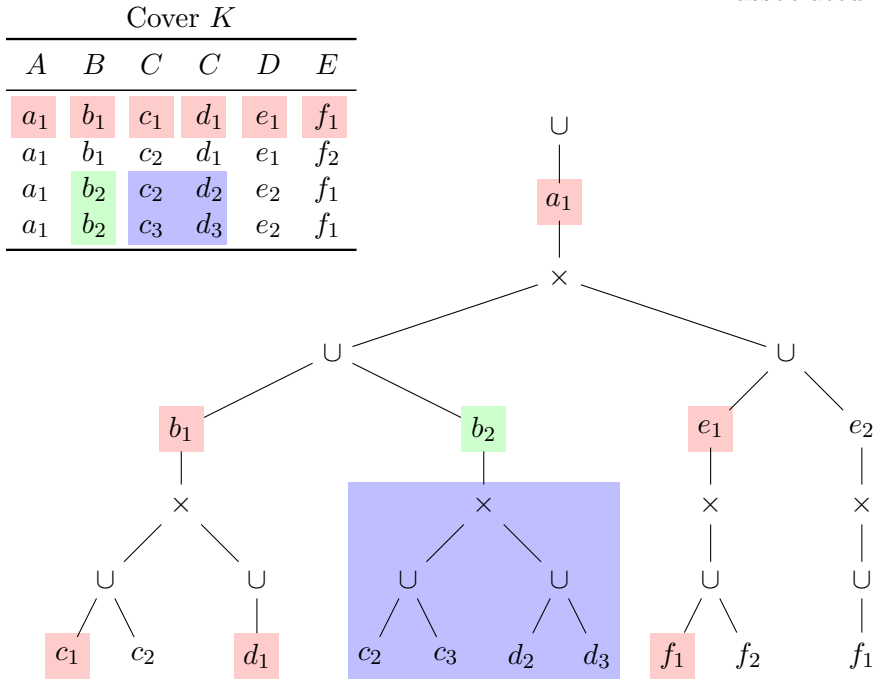 Cover K
A B C C D E
a₁ b₁ c₁ d₁ e₁ f₁
a₁ b₁ c₂ d₁ e₁ f₂
a₁ b₂ c₂ d₂ e₂ f₁
a₁ b₂ c₃ d₃ e₂ f₁
∪
a₁
×
∪ ∪
b₁ b₂ e₁ e₂
× × × ×
∪ ∪ ∪ ∪ ∪ ∪
c₁ c₂ d₁ c₂ c₃ d₂ d₃ f₁ f₂ f₁